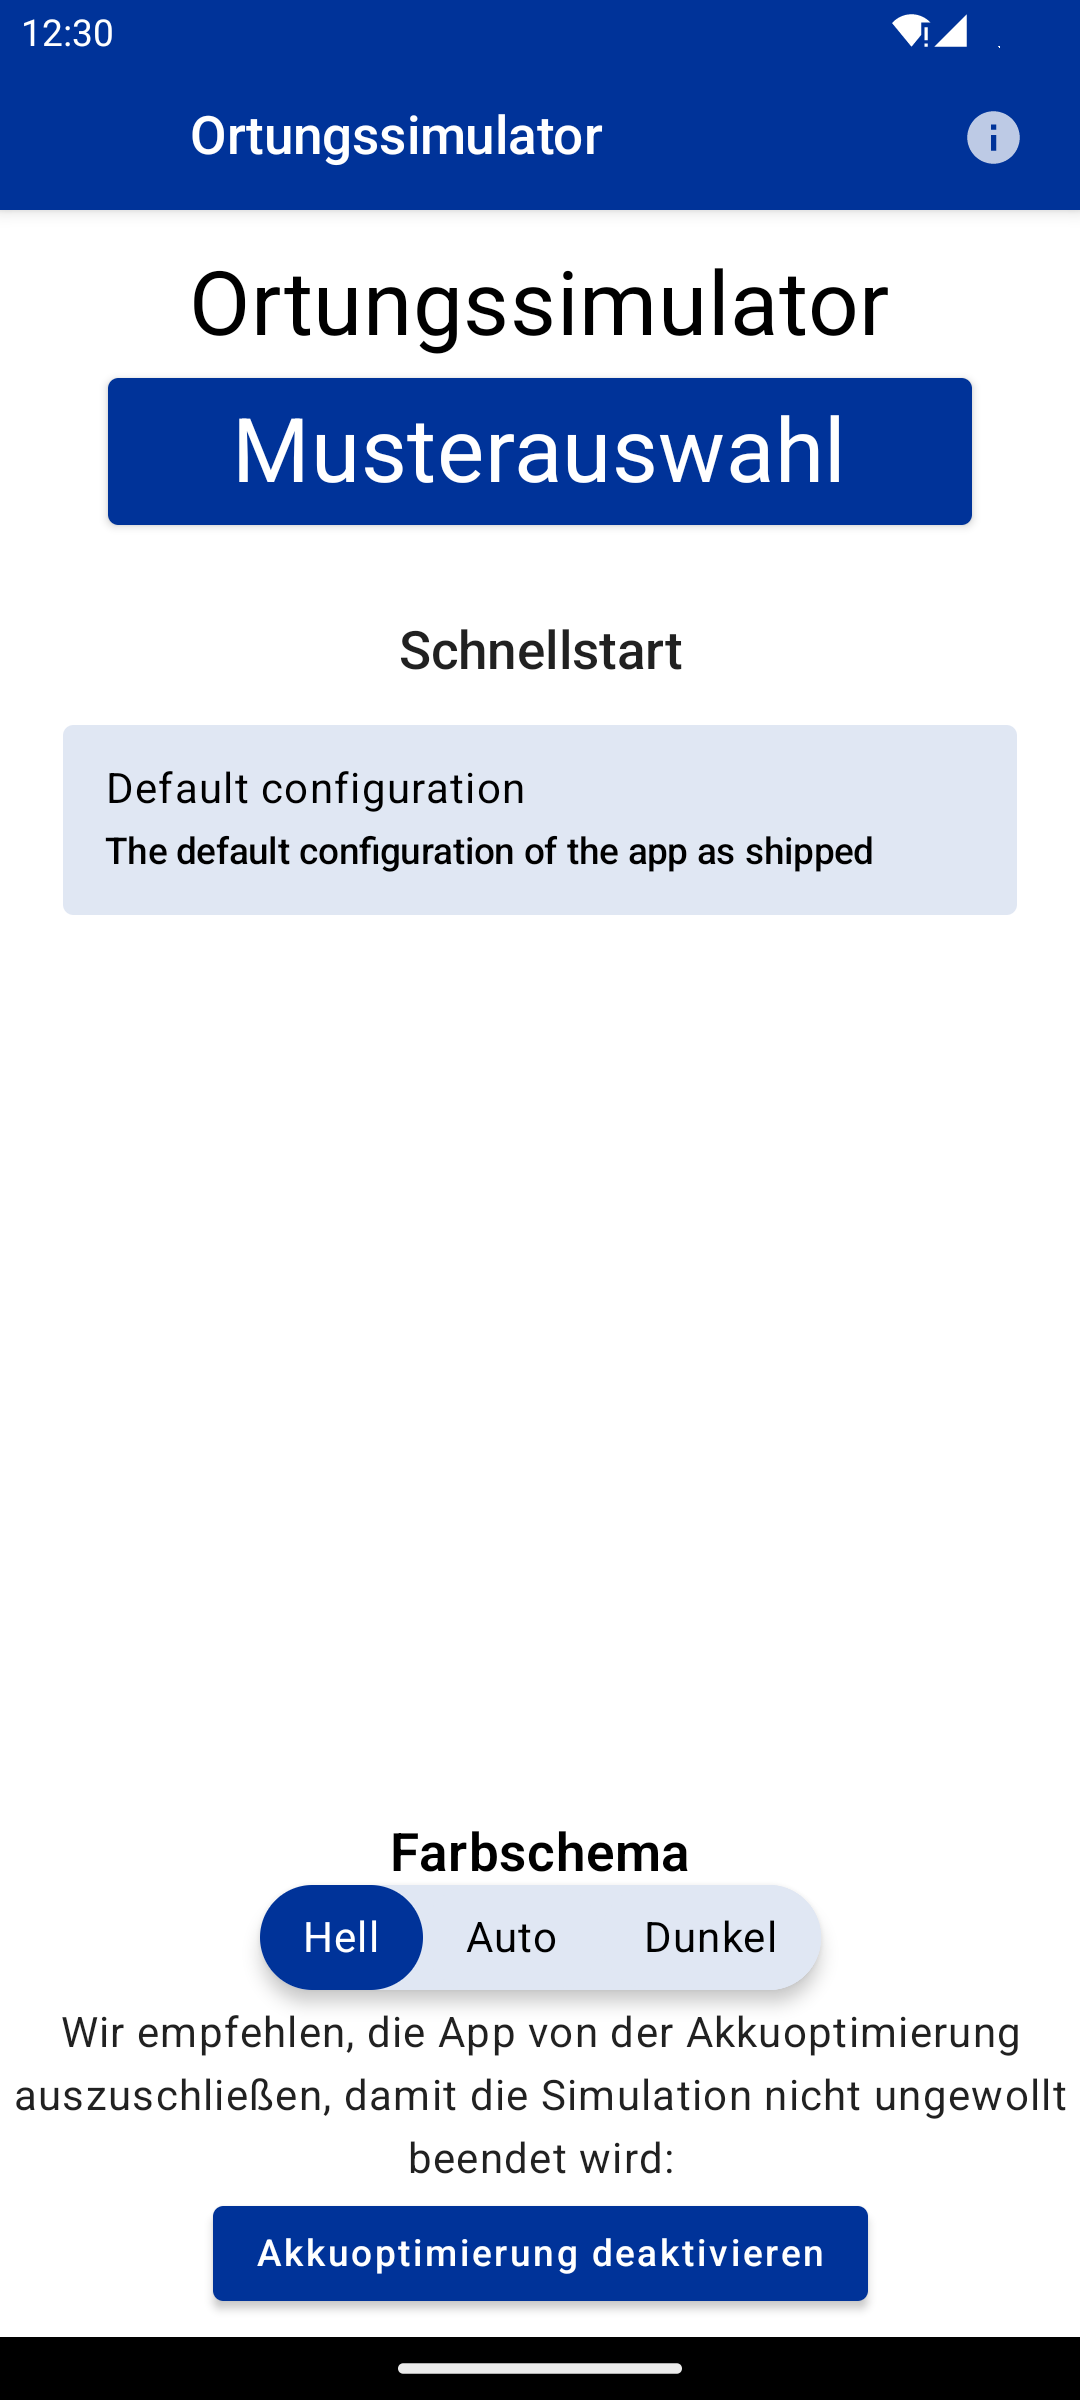 12:30
Ortungssimulator
Ortungssimulator
Musterauswahl
Schnellstart
Default configuration
The default configuration of the app as shipped
Farbschema
Hell Auto Dunkel
Wir empfehlen, die App von der Akkuoptimierung
auszuschließen, damit die Simulation nicht ungewollt
beendet wird:
Akkuoptimierung deaktivieren